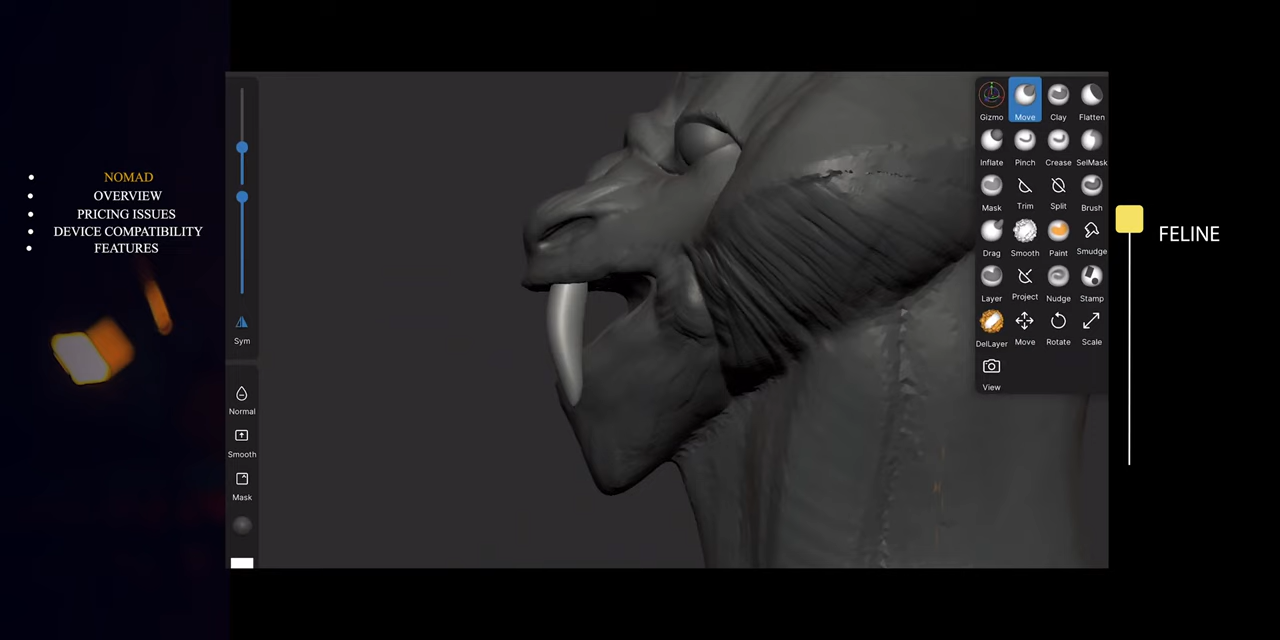 NOMAD
OVERVIEW
PRICING ISSUES
DEVICE COMPATIBILITY
FEATURES
Sym
Normal
Smooth
Mask
Gizmo Move Clay Flatten
Inflate Pinch Crease SelMask
Mask Trim Split Brush
Drag Smooth Paint Smudge
Layer Project Nudge Stamp
DelLayer Move Rotate Scale
View
FELINE